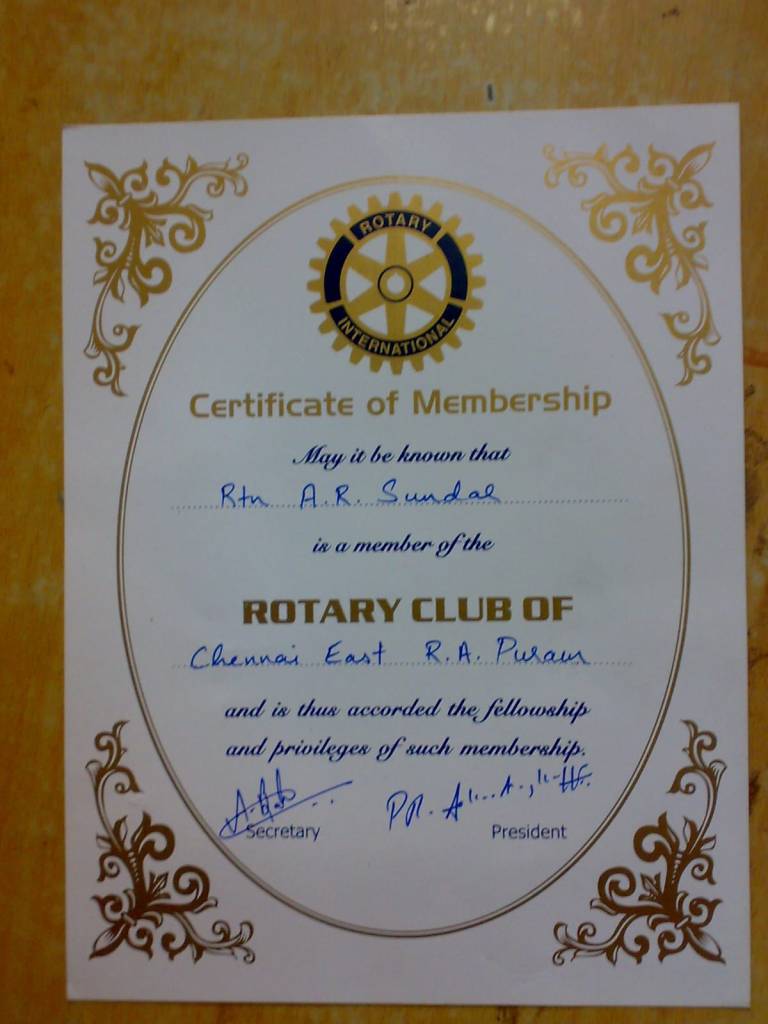 ROTARY
INTERNATIONAL
Certificate of Membership
May it be known that
Rtn A.R. Sundal
is a member of the
ROTARY CLUB OF
Chennai East R.A. Puram
and is thus accorded the fellowship
and privileges of such membership.
Secretary President